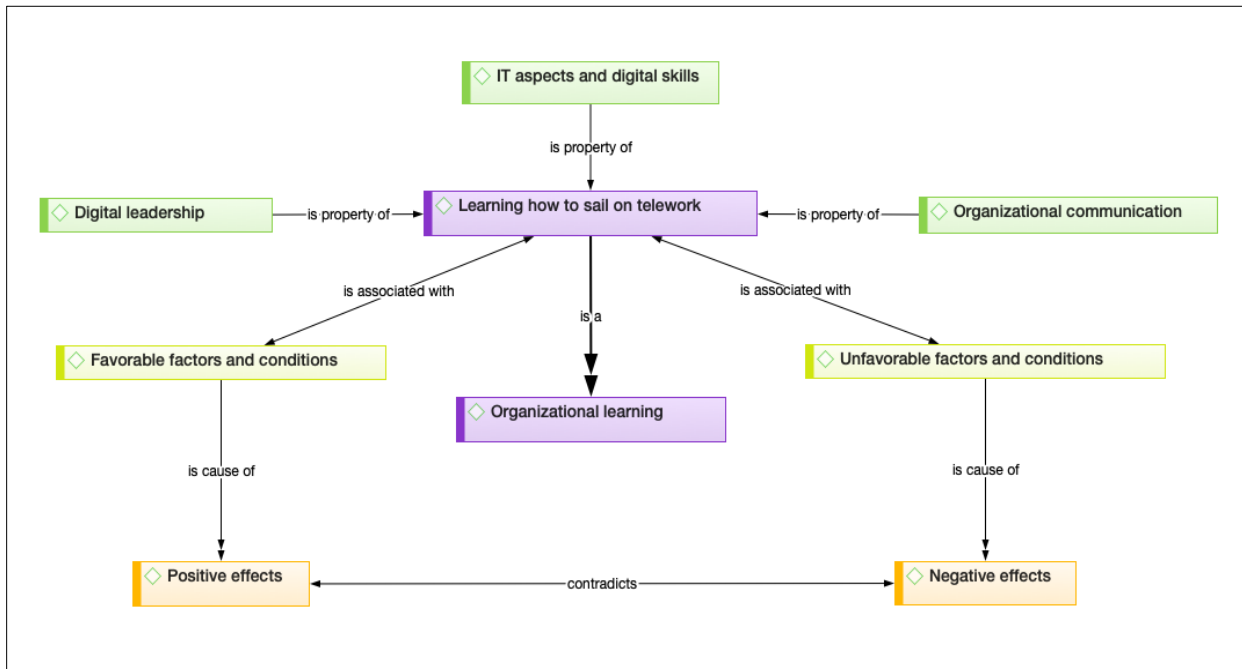 IT aspects and digital skills
is property of
Digital leadership
is property of
Learning how to sail on telework
is property of
Organizational communication
is associated with
is a
is associated with
Favorable factors and conditions
Unfavorable factors and conditions
Organizational learning
is cause of
is cause of
Positive effects
contradicts
Negative effects